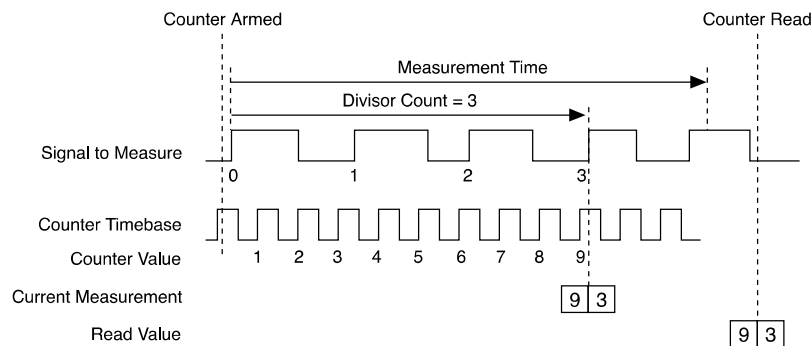 Counter Armed Counter Read
Measurement Time
Divisor Count = 3
Signal to Measure
0 1 2 3
Counter Timebase
Counter Value 1 2 3 4 5 6 7 8 9
Current Measurement 9 3
Read Value 9 3